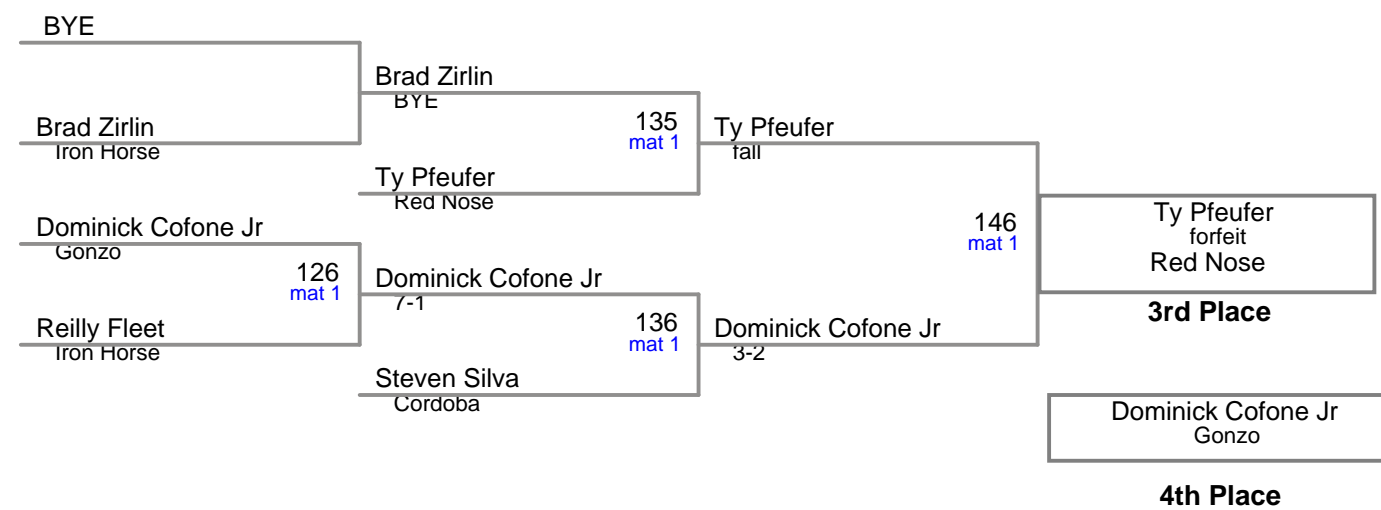 BYE
Brad Zirlin
BYE
Brad Zirlin
Iron Horse
135
mat 1
Ty Pfeufer
fall
Ty Pfeufer
Red Nose
Dominick Cofone Jr
Gonzo
126
mat 1
Dominick Cofone Jr
7-1
Reilly Fleet
Iron Horse
136
mat 1
Dominick Cofone Jr
3-2
Steven Silva
Cordoba
146
mat 1
Ty Pfeufer
forfeit
Red Nose
3rd Place
Dominick Cofone Jr
Gonzo
4th Place